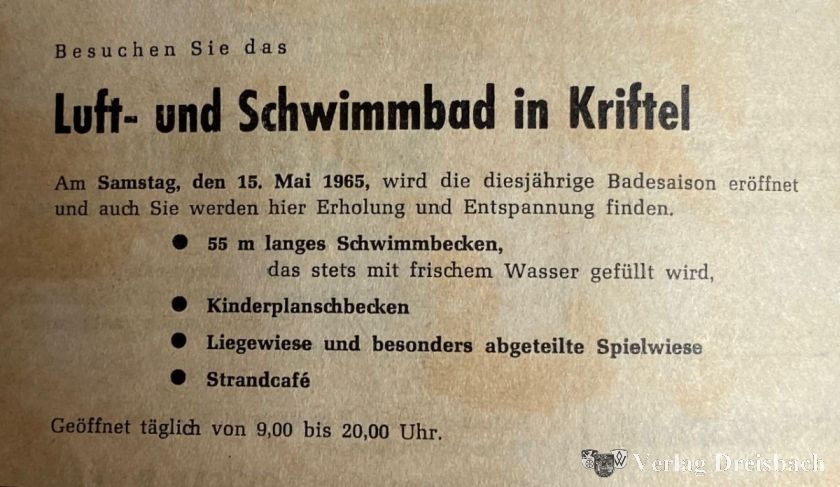 Besuchen Sie das
Luft- und Schwimmbad in Kriftel
Am Samstag, den 15. Mai 1965, wird die diesjährige Badesaison eröffnet
und auch Sie werden hier Erholung und Entspannung finden.
● 55 m langes Schwimmbecken,
das stets mit frischem Wasser gefüllt wird,
● Kinderplanschbecken
● Liegewiese und besonders abgeteilte Spielwiese
● Strandcafé
Geöffnet täglich von 9,00 bis 20,00 Uhr.
Verlag Dreisbach